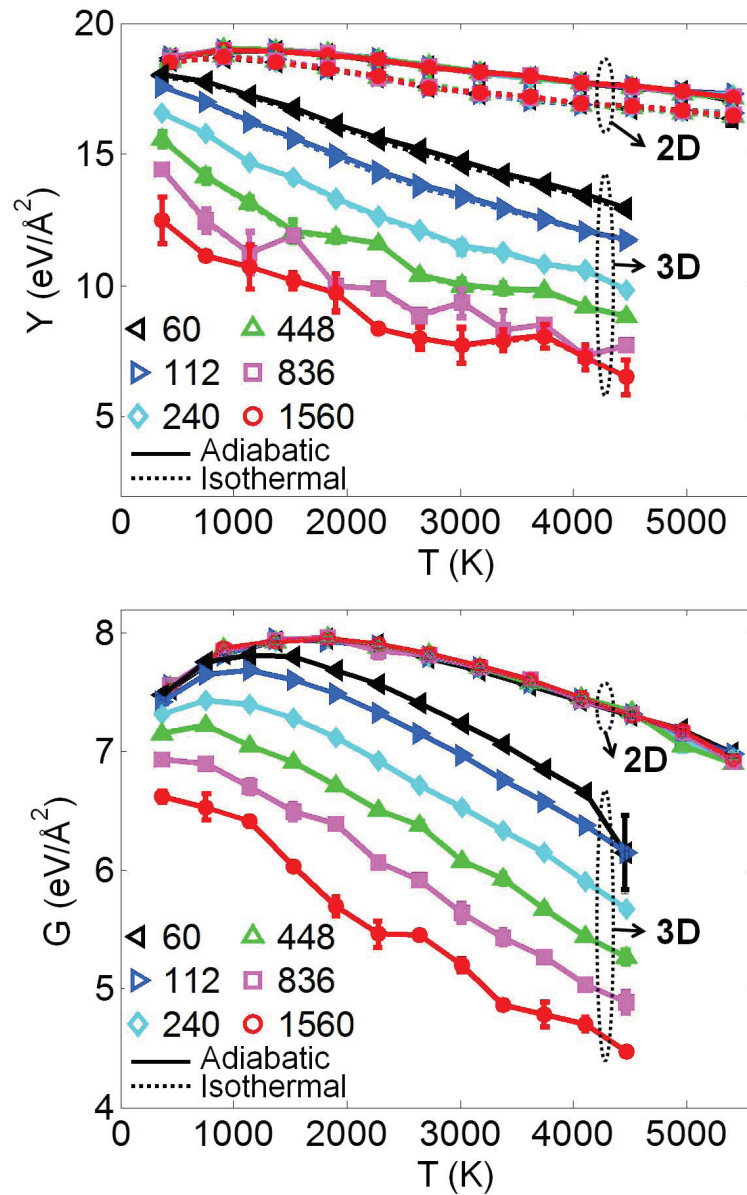 20
15
10
5
Y (eV/Å²)
2D
3D
60 448
112 836
240 1560
Adiabatic
Isothermal
0 1000 2000 3000 4000 5000
T (K)
8
7
6
5
4
G (eV/Å²)
2D
3D
60 448
112 836
240 1560
Adiabatic
Isothermal
0 1000 2000 3000 4000 5000
T (K)